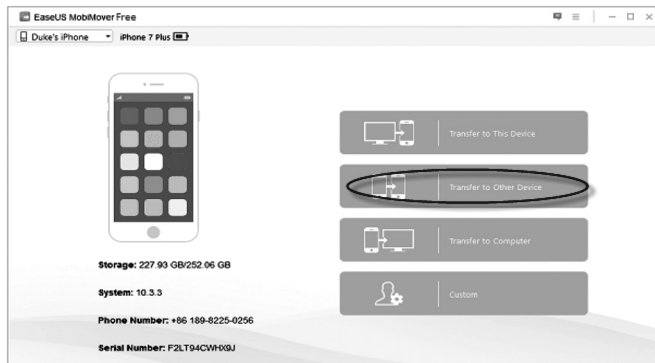 EaseUS MobiMover Free
Duke's iPhone iPhone 7 Plus
Transfer to This Device
Transfer to Other Device
Transfer to Computer
Custom
Storage: 227.93 GB/252.06 GB
System: 10.3.3
Phone Number: +86 189-8225-0256
Serial Number: F2LT94CWHX9J